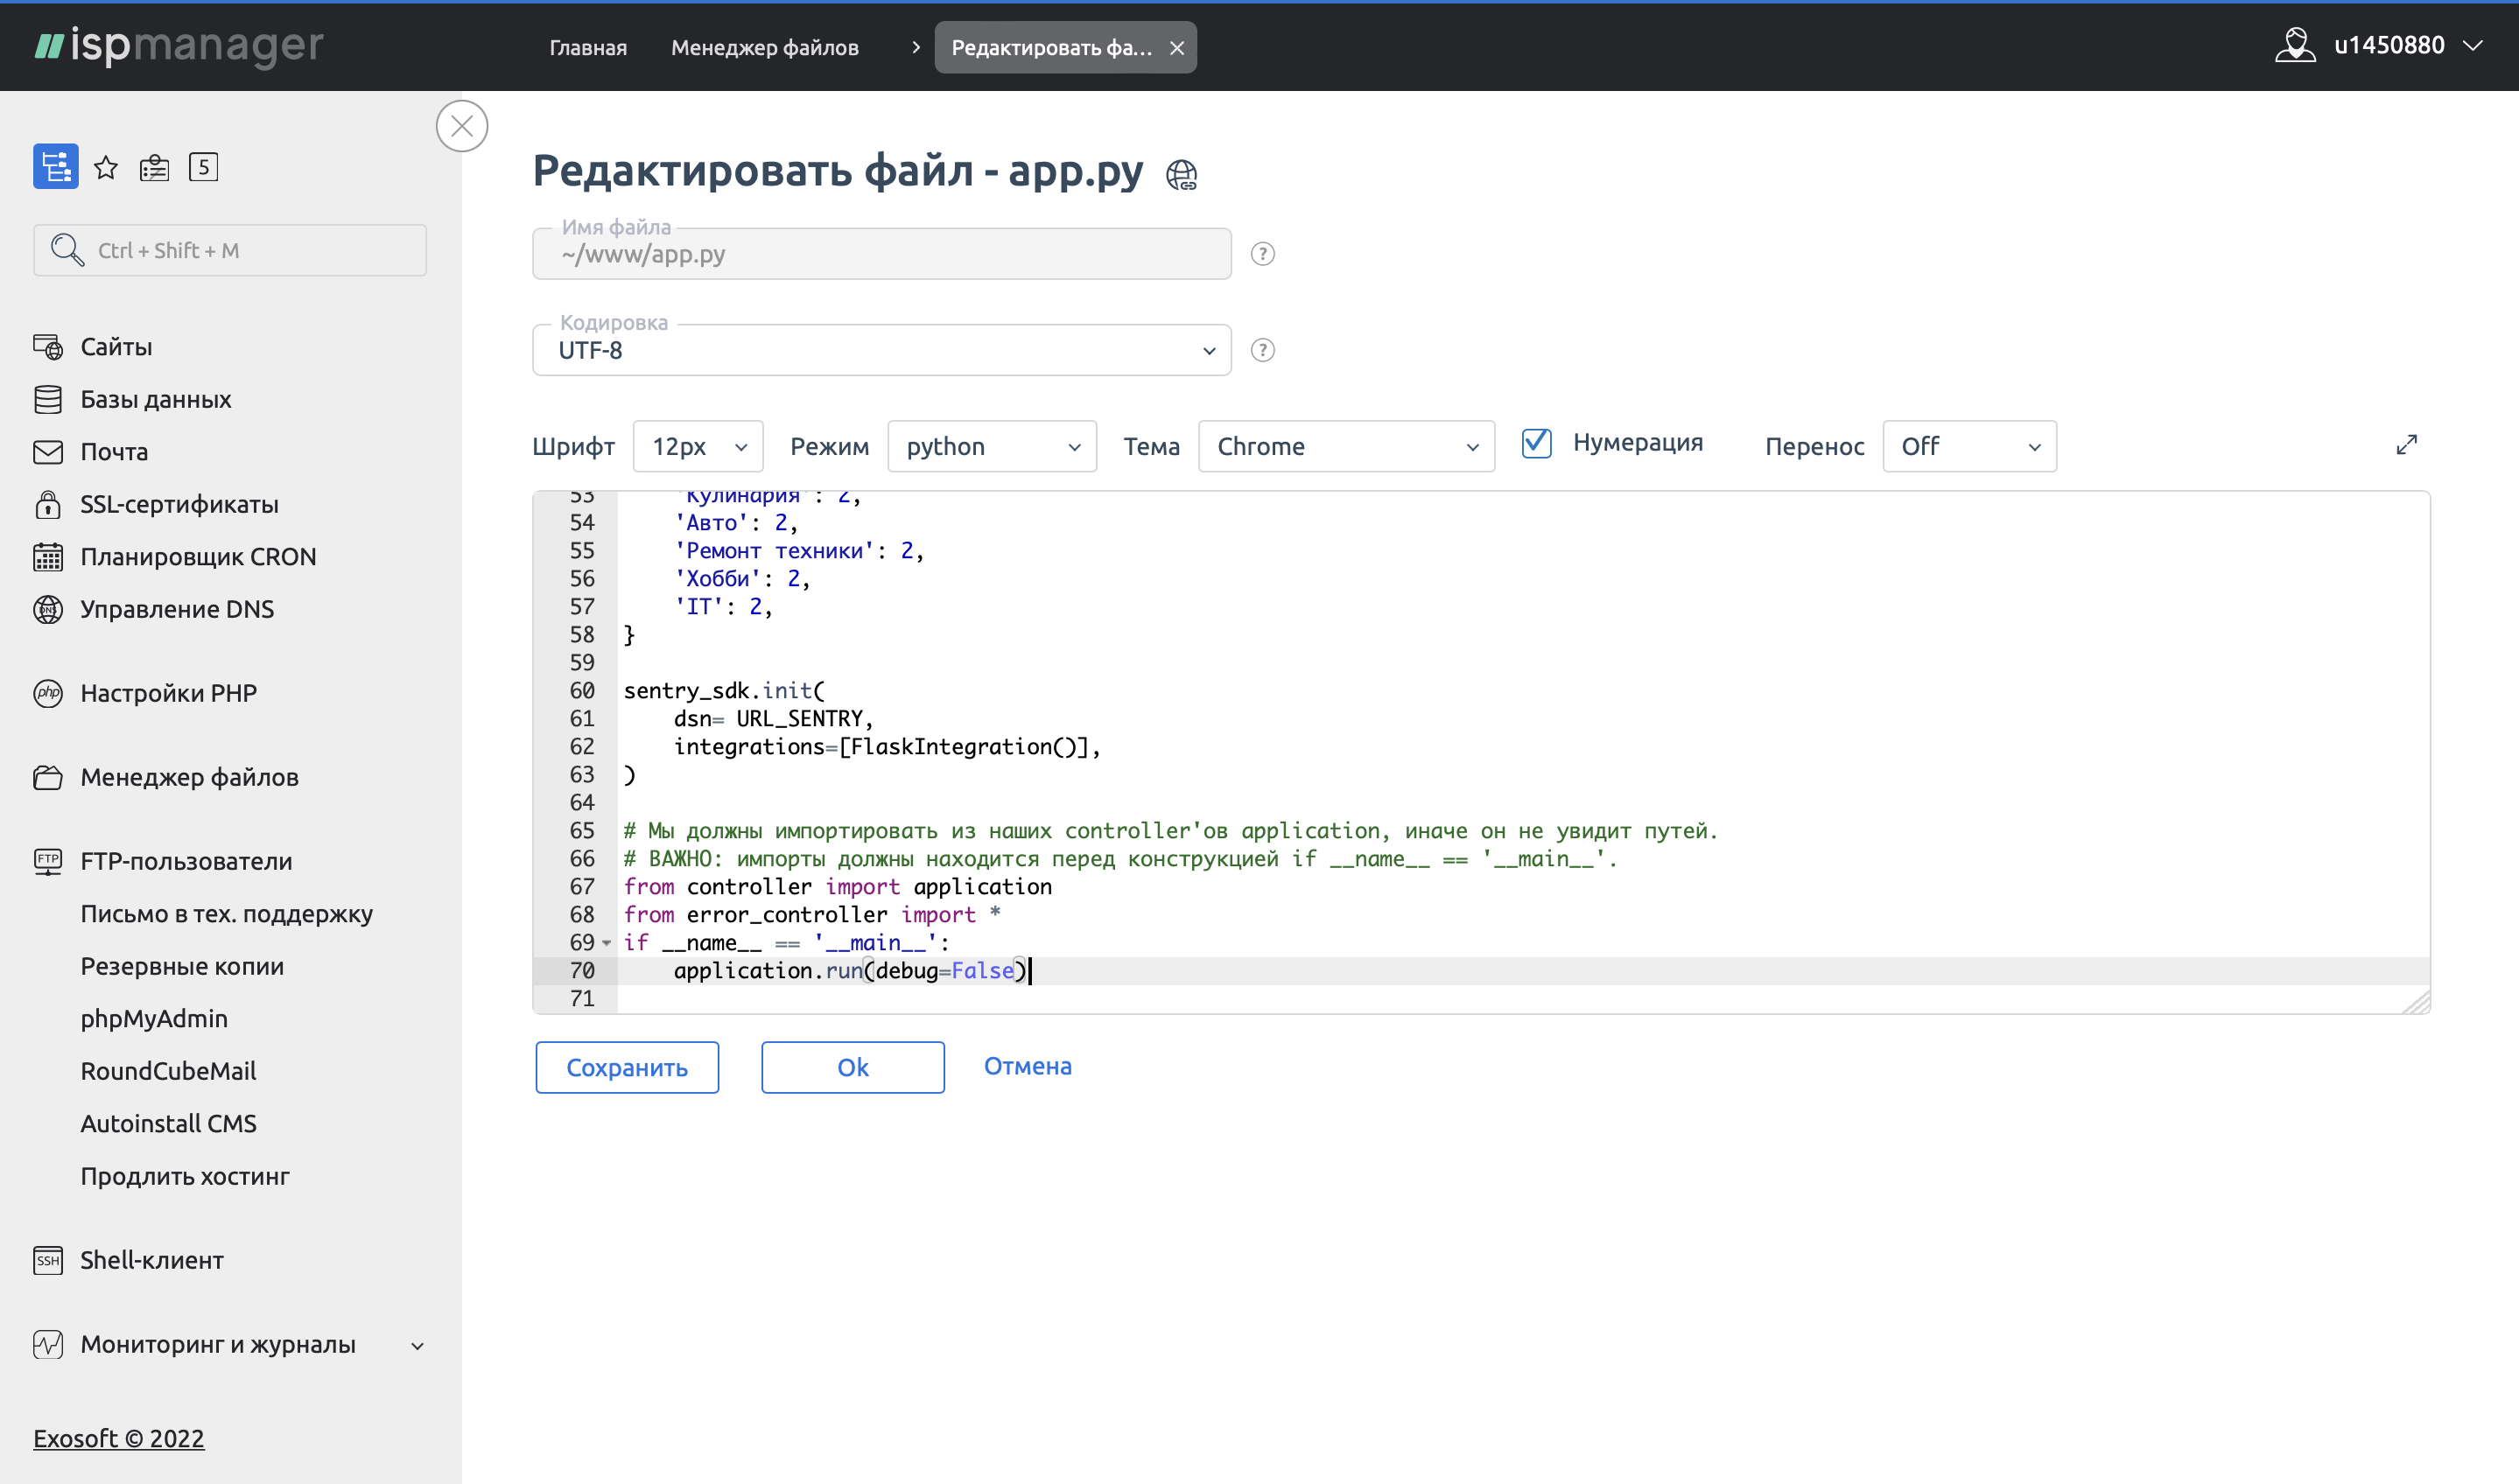 ispmanager
Главная
Менеджер файлов
Редактировать фа...
u1450880
5
Ctrl + Shift + M
Сайты
Базы данных
Почта
SSL-сертификаты
Планировщик CRON
DNS
Управление DNS
php
Настройки PHP
Менеджер файлов
FTP
FTP-пользователи
Письмо в тех. поддержку
Резервные копии
phpMyAdmin
RoundCubeMail
Autoinstall CMS
Продлить хостинг
SSH
Shell-клиент
Мониторинг и журналы
Exosoft © 2022
Редактировать файл - app.py
Имя файла
~/www/app.py
?
Кодировка
UTF-8
?
Шрифт 12px Режим python Тема Chrome Нумерация Перенос Off
53     'Кулинария': 2,
54     'Авто': 2,
55     'Ремонт техники': 2,
56     'Хобби': 2,
57     'IT': 2,
58 }
59
60 sentry_sdk.init(
61     dsn= URL_SENTRY,
62     integrations=[FlaskIntegration()],
63 )
64
65 # Мы должны импортировать из наших controller'ов application, иначе он не увидит путей.
66 # ВАЖНО: импорты должны находится перед конструкцией if __name__ == '__main__'.
67 from controller import application
68 from error_controller import *
69 if __name__ == '__main__':
70     application.run(debug=False)
71
Сохранить
Ok
Отмена